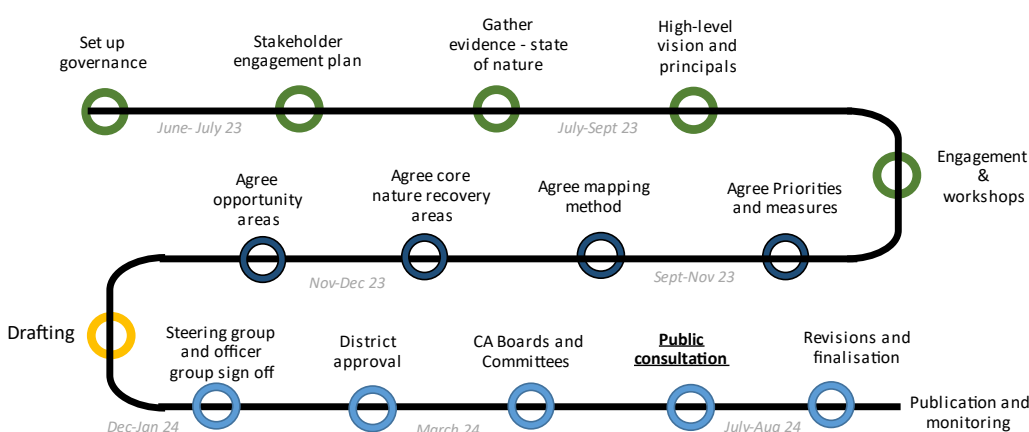 Set up
governance
Stakeholder
engagement plan
Gather
evidence - state
of nature
High-level
vision and
principals
June- July 23
July-Sept 23
Engagement
&
workshops
Agree Priorities
and measures
Agree mapping
method
Agree core
nature recovery
areas
Agree
opportunity
areas
Sept-Nov 23
Nov-Dec 23
Drafting
Steering group
and officer
group sign off
District
approval
CA Boards and
Committees
Public
consultation
Revisions and
finalisation
Dec-Jan 24
March 24
July-Aug 24
Publication and
monitoring